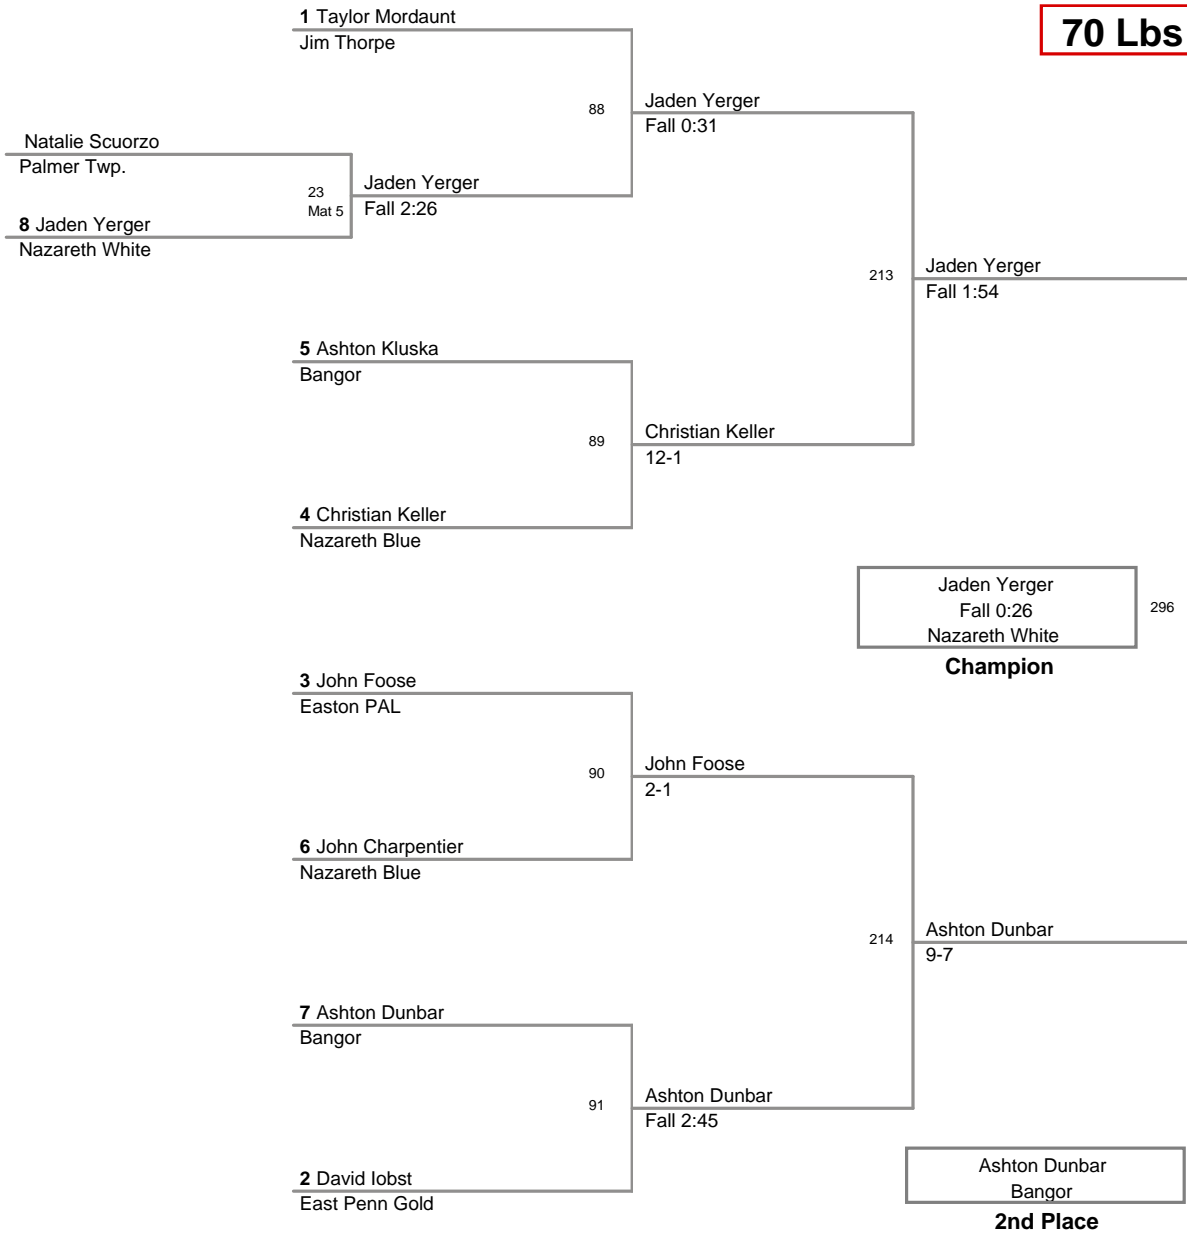 1 Taylor Mordaunt
Jim Thorpe
70 Lbs
88
Jaden Yerger
Fall 0:31
Natalie Scuorzo
Palmer Twp.
23
Mat 5
Jaden Yerger
Fall 2:26
8 Jaden Yerger
Nazareth White
213
Jaden Yerger
Fall 1:54
5 Ashton Kluska
Bangor
89
Christian Keller
12-1
4 Christian Keller
Nazareth Blue
Jaden Yerger
Fall 0:26
Nazareth White
296
Champion
3 John Foose
Easton PAL
90
John Foose
2-1
6 John Charpentier
Nazareth Blue
214
Ashton Dunbar
9-7
7 Ashton Dunbar
Bangor
91
Ashton Dunbar
Fall 2:45
2 David Iobst
East Penn Gold
Ashton Dunbar
Bangor
2nd Place